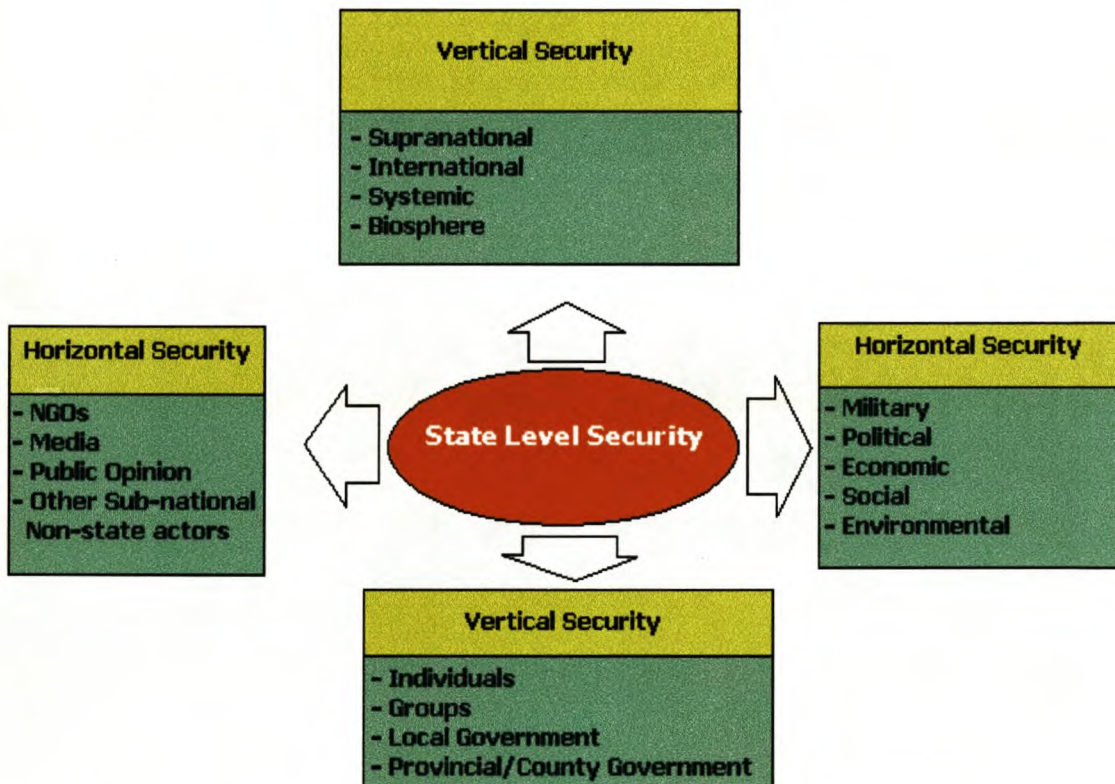 Vertical Security
- Supranational
- International
- Systemic
- Biosphere
Horizontal Security
- NGOs
- Media
- Public Opinion
- Other Sub-national
Non-state actors
State Level Security
Horizontal Security
- Military
- Political
- Economic
- Social
- Environmental
Vertical Security
- Individuals
- Groups
- Local Government
- Provincial/County Government